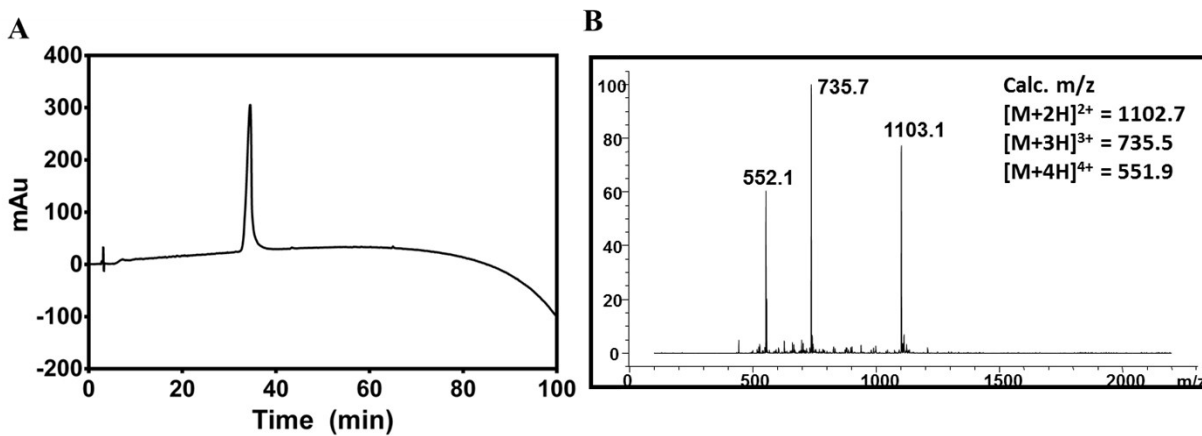 A
400
300
200
100
0
-100
-200
mAu
0 20 40 60 80 100
Time (min)
B
100
80
60
40
20
0
552.1
735.7
1103.1
Calc. m/z
[M+2H]²⁺ = 1102.7
[M+3H]³⁺ = 735.5
[M+4H]⁴⁺ = 551.9
0 500 1000 1500 2000 m/z